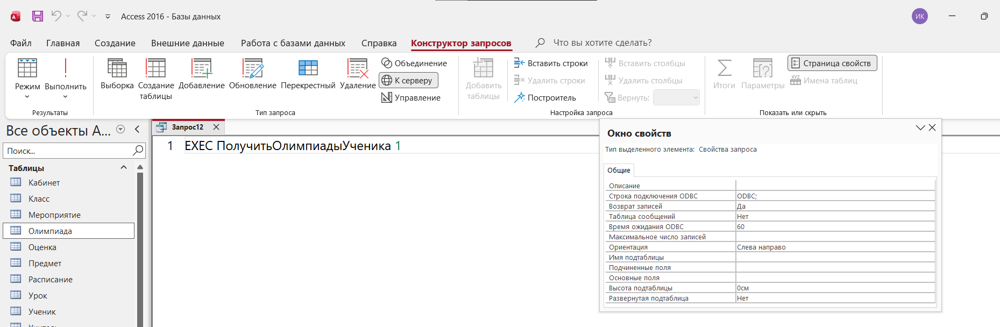 Access 2016 - Базы данных
ИК
Файл Главная Создание Внешние данные Работа с базами данных Справка Конструктор запросов Что вы хотите сделать?
Режим
Выполнить
Результаты
Выборка
Создание таблицы
Добавление
Обновление
Перекрестный
Удаление
Объединение
К серверу
Управление
Тип запроса
Добавить таблицы
Вставить строки
Удалить строки
Построитель
Вставить столбцы
Удалить столбцы
Вернуть:
Настройка запроса
Итоги
Параметры
Страница свойств
Имена таблиц
Показать или скрыть
Все объекты A...
Поиск...
Таблицы
Кабинет
Класс
Мероприятие
Олимпиада
Оценка
Предмет
Расписание
Урок
Ученик
Запрос12
1 EXEC ПолучитьОлимпиадыУченика 1
Окно свойств
Тип выделенного элемента: Свойства запроса
Общие
Описание
Строка подключения ODBC ODBC;
Возврат записей Да
Таблица сообщений Нет
Время ожидания ODBC 60
Максимальное число записей
Ориентация Слева направо
Имя подтаблицы
Подчиненные поля
Основные поля
Высота подтаблицы 0см
Развернутая подтаблица Нет